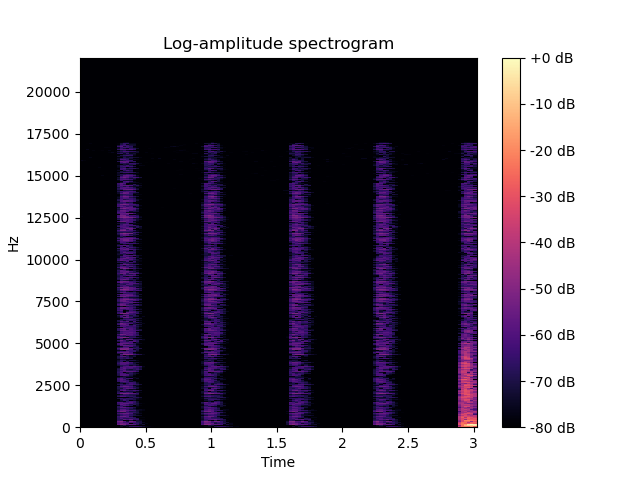 Log-amplitude spectrogram
Hz
20000
17500
15000
12500
10000
7500
5000
2500
0
0 0.5 1 1.5 2 2.5 3
Time
+0 dB
-10 dB
-20 dB
-30 dB
-40 dB
-50 dB
-60 dB
-70 dB
-80 dB